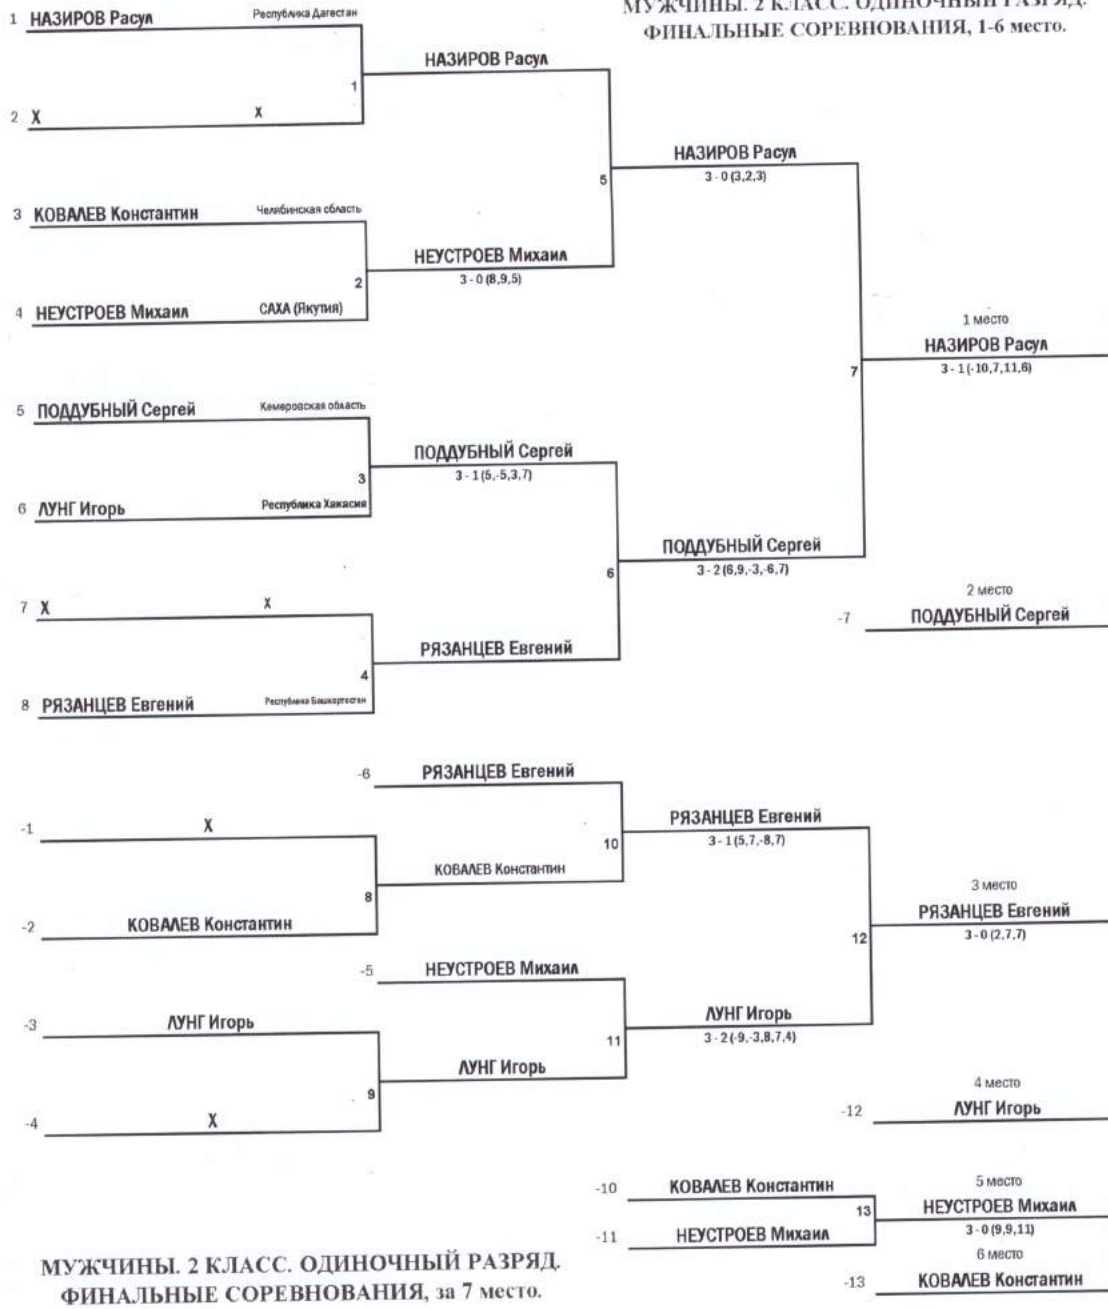 МУЖЧИНЫ. 2 КЛАСС. ОДИНОЧНЫЙ РАЗРЯД.
ФИНАЛЬНЫЕ СОРЕВНОВАНИЯ, 1-6 место.
1 НАЗИРОВ Расул Республика Дагестан
НАЗИРОВ Расул
1
2 X X
НАЗИРОВ Расул
3 - 0 (3,2,3)
5
3 КОВАЛЕВ Константин Челябинская область
НЕУСТРОЕВ Михаил
3 - 0 (8,9,5)
2
4 НЕУСТРОЕВ Михаил САХА (Якутия)
1 место
НАЗИРОВ Расул
3 - 1 (-10,7,11,6)
7
5 ПОДДУБНЫЙ Сергей Кемеровская область
ПОДДУБНЫЙ Сергей
3 - 1 (5,-5,3,7)
3
6 ЛУНГ Игорь Республика Хакасия
ПОДДУБНЫЙ Сергей
3 - 2 (6,9,-3,-6,7)
6
7 X X
2 место
-7 ПОДДУБНЫЙ Сергей
РЯЗАНЦЕВ Евгений
4
8 РЯЗАНЦЕВ Евгений Республика Башкортостан
-6 РЯЗАНЦЕВ Евгений
-1 X
РЯЗАНЦЕВ Евгений
3 - 1 (5,7,-8,7)
10
КОВАЛЕВ Константин
8
-2 КОВАЛЕВ Константин
3 место
РЯЗАНЦЕВ Евгений
3 - 0 (2,7,7)
12
-5 НЕУСТРОЕВ Михаил
-3 ЛУНГ Игорь
ЛУНГ Игорь
3 - 2 (-9,-3,8,7,4)
11
ЛУНГ Игорь
9
-4 X
4 место
-12 ЛУНГ Игорь
-10 КОВАЛЕВ Константин
5 место
13
НЕУСТРОЕВ Михаил
3 - 0 (9,9,11)
-11 НЕУСТРОЕВ Михаил
6 место
-13 КОВАЛЕВ Константин
МУЖЧИНЫ. 2 КЛАСС. ОДИНОЧНЫЙ РАЗРЯД.
ФИНАЛЬНЫЕ СОРЕВНОВАНИЯ, за 7 место.